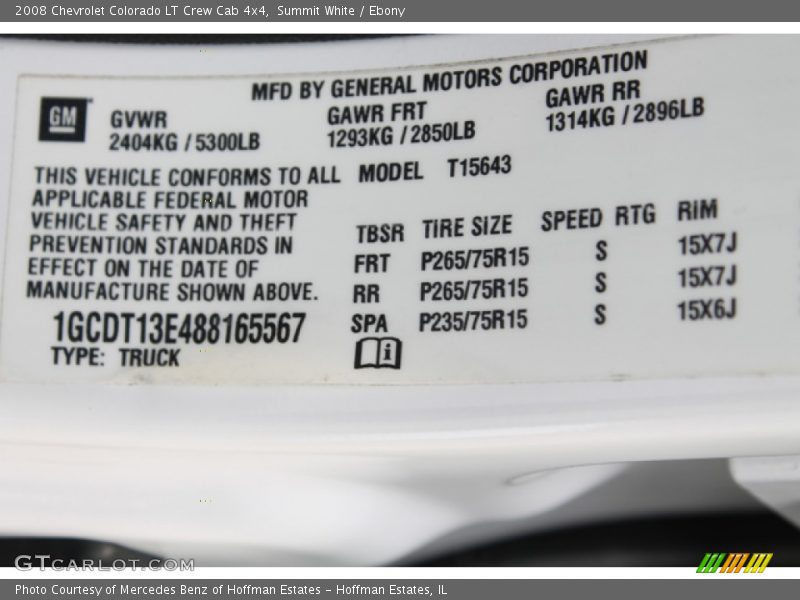 2008 Chevrolet Colorado LT Crew Cab 4x4, Summit White / Ebony
MFD BY GENERAL MOTORS CORPORATION
GM
GVWR
2404KG / 5300LB
GAWR FRT
1293KG / 2850LB
GAWR RR
1314KG / 2896LB
THIS VEHICLE CONFORMS TO ALL
APPLICABLE FEDERAL MOTOR
VEHICLE SAFETY AND THEFT
PREVENTION STANDARDS IN
EFFECT ON THE DATE OF
MANUFACTURE SHOWN ABOVE.
1GCDT13E488165567
TYPE: TRUCK
MODEL T15643
TBSR TIRE SIZE SPEED RTG RIM
FRT P265/75R15 S 15X7J
RR P265/75R15 S 15X7J
SPA P235/75R15 S 15X6J
i
GTCARLOT.COM
Photo Courtesy of Mercedes Benz of Hoffman Estates - Hoffman Estates, IL